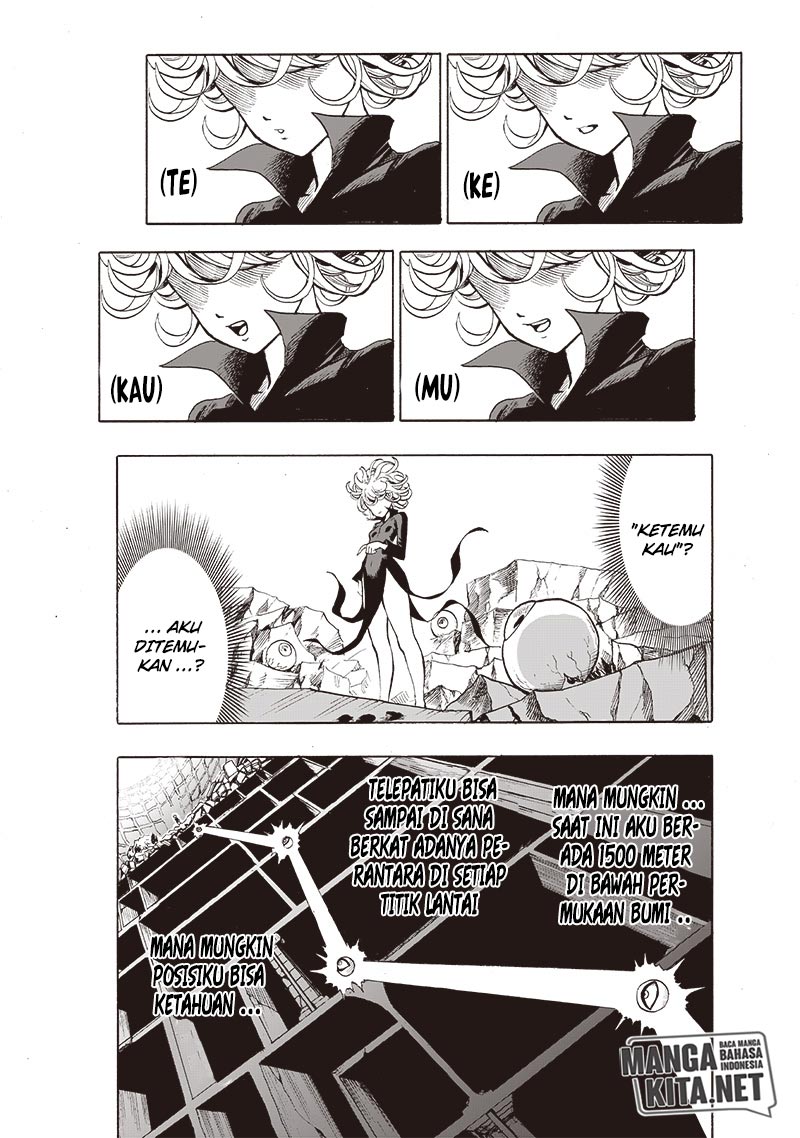 (KE)
(TE)
(MU)
(KAU)
"KETEMU
KAU"?
... AKU
DITEMU-
KAN ...?
MANA MUNGKIN ...
SAAT INI AKU BER-
ADA 1500 METER
DI BAWAH PER-
MUKAAN BUMI ..
TELEPATIKU BISA
SAMPAI DI SANA
BERKAT ADANYA PE-
RANTARA DI SETIAP
TITIK LANTAI
MANA MUNGKIN
POSISIKU BISA
KETAHUAN ...
MANGA
KITA.NET
BACA MANGA
BAHASA
INDONESIA